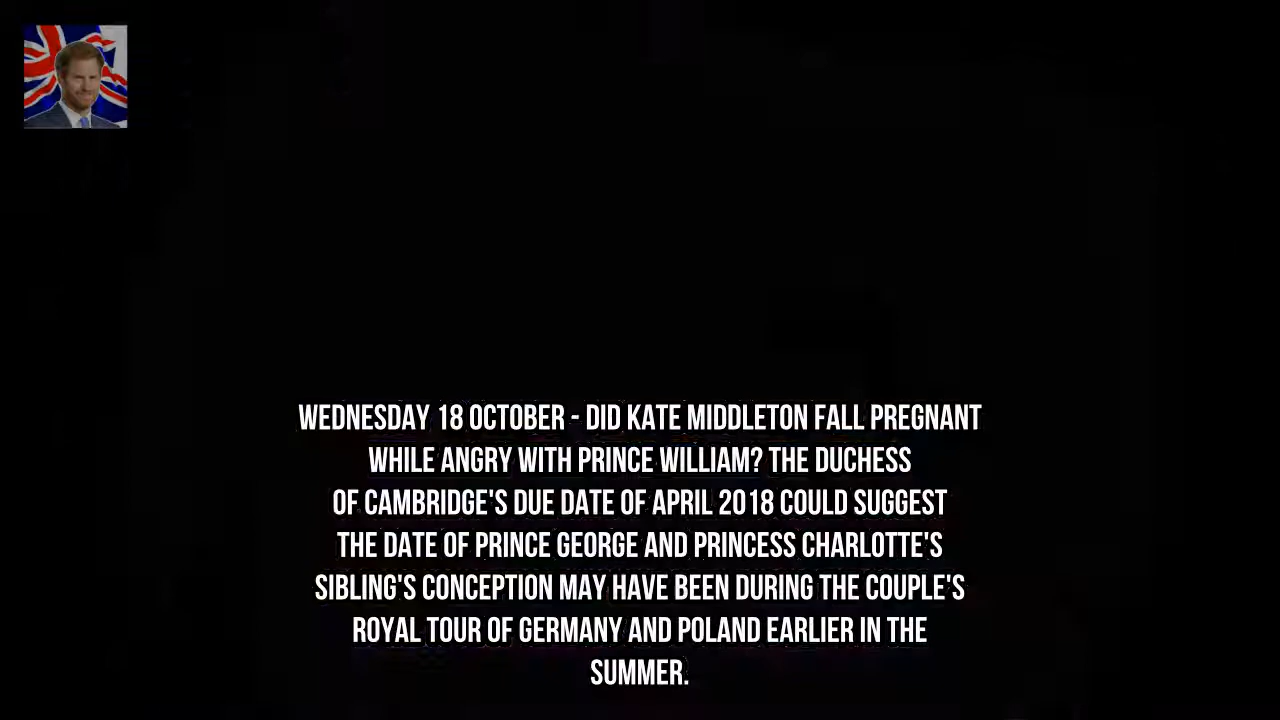 WEDNESDAY 18 OCTOBER - DID KATE MIDDLETON FALL PREGNANT
WHILE ANGRY WITH PRINCE WILLIAM? THE DUCHESS
OF CAMBRIDGE'S DUE DATE OF APRIL 2018 COULD SUGGEST
THE DATE OF PRINCE GEORGE AND PRINCESS CHARLOTTE'S
SIBLING'S CONCEPTION MAY HAVE BEEN DURING THE COUPLE'S
ROYAL TOUR OF GERMANY AND POLAND EARLIER IN THE
SUMMER.